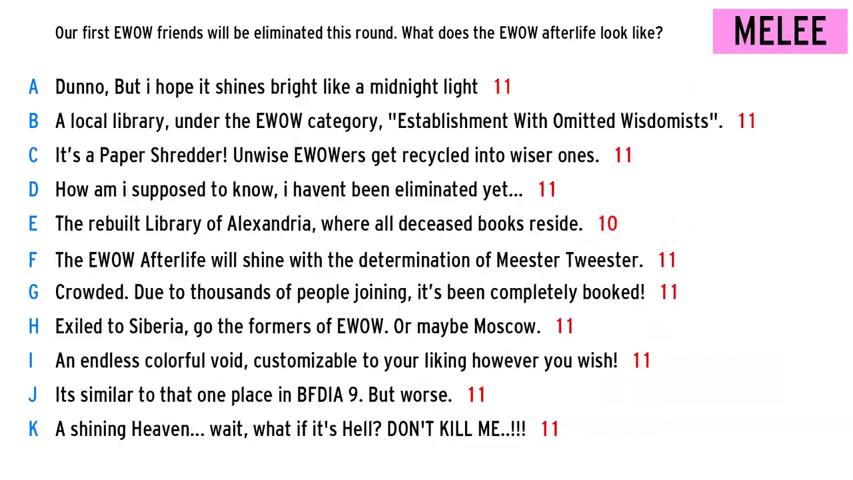 Our first EWOW friends will be eliminated this round. What does the EWOW afterlife look like?
MELEE
A Dunno, But i hope it shines bright like a midnight light 11
B A local library, under the EWOW category, "Establishment With Omitted Wisdomists". 11
C It's a Paper Shredder! Unwise EWOWers get recycled into wiser ones. 11
D How am i supposed to know, i havent been eliminated yet... 11
E The rebuilt Library of Alexandria, where all deceased books reside. 10
F The EWOW Afterlife will shine with the determination of Meester Tweester. 11
G Crowded. Due to thousands of people joining, it's been completely booked! 11
H Exiled to Siberia, go the formers of EWOW. Or maybe Moscow. 11
I An endless colorful void, customizable to your liking however you wish! 11
J Its similar to that one place in BFDIA 9. But worse. 11
K A shining Heaven... wait, what if it's Hell? DON'T KILL ME..!!! 11